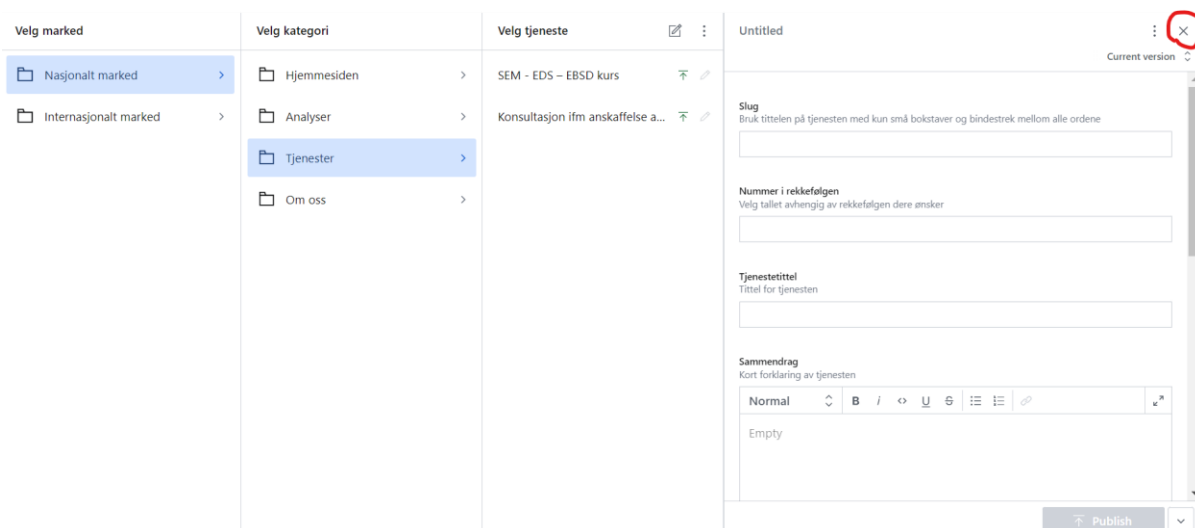 Velg marked
Nasjonalt marked
Internasjonalt marked
Velg kategori
Hjemmesiden
Analyser
Tjenester
Om oss
Velg tjeneste
SEM - EDS – EBSD kurs
Konsultasjon ifm anskaffelse a...
Untitled
Current version
Slug
Bruk tittelen på tjenesten med kun små bokstaver og bindestrek mellom alle ordene
Nummer i rekkefølgen
Velg tallet avhengig av rekkefølgen dere ønsker
Tjenestetittel
Tittel for tjenesten
Sammendrag
Kort forklaring av tjenesten
Normal B i <> U S
Empty
Publish